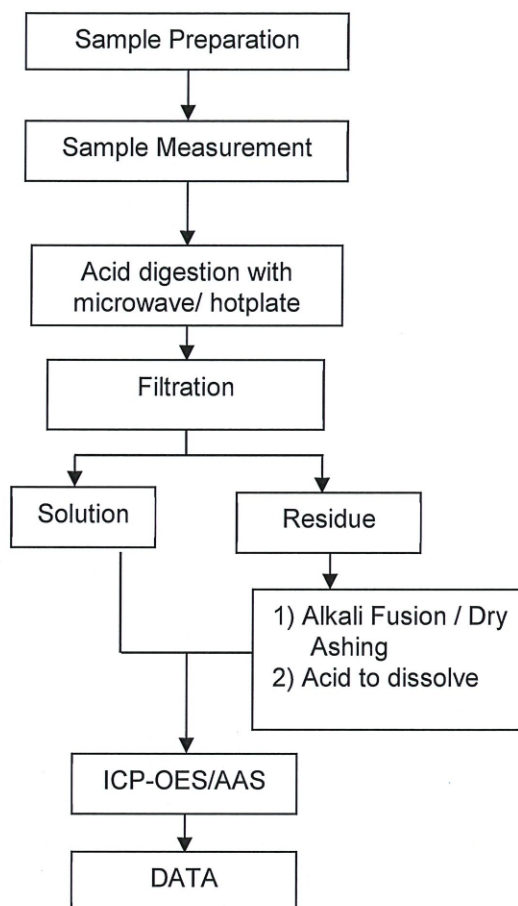 Sample Preparation
Sample Measurement
Acid digestion with
microwave/ hotplate
Filtration
Solution
Residue
1) Alkali Fusion / Dry
Ashing
2) Acid to dissolve
ICP-OES/AAS
DATA